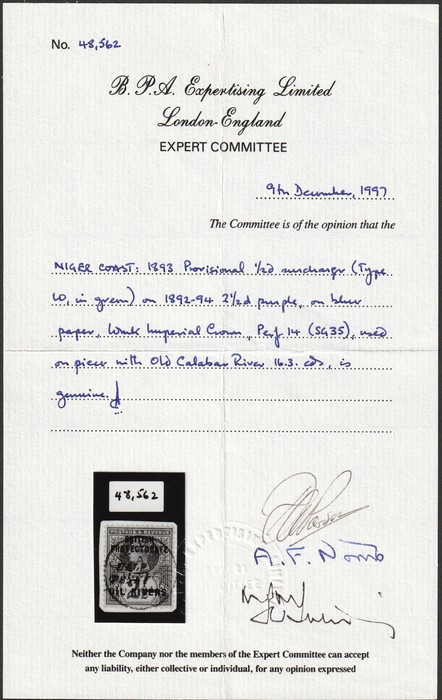 No. 48,562
B.P.A. Expertising Limited
London-England
EXPERT COMMITTEE
9th December, 1997
The Committee is of the opinion that the
NIGER COAST: 1893 Provisional ½d surcharge (Type
10, in green) on 1892-94 2½d purple, on blue
paper, Wmk Imperial Crown, Perf 14 (SG35), used
on piece with Old Calabar River 16.3. cds, is
genuine.
48,562
POSTAGE & REVENUE
BRITISH
PROTECTORATE
OIL RIVERS
Neither the Company nor the members of the Expert Committee can accept
any liability, either collective or individual, for any opinion expressed